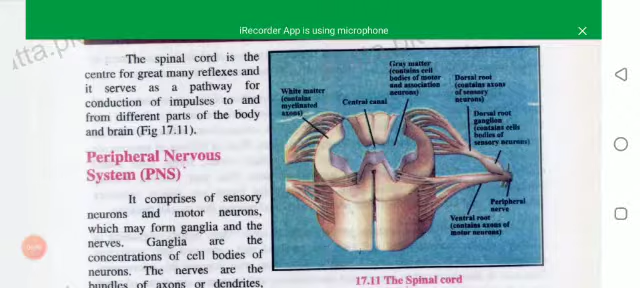 iRecorder App is using microphone
The spinal cord is the
centre for great many reflexes and
it serves as a pathway for
conduction of impulses to and
from different parts of the body
and brain (Fig 17.11).
Peripheral Nervous
System (PNS)
It comprises of sensory
neurons and motor neurons,
which may form ganglia and the
nerves. Ganglia are the
concentrations of cell bodies of
neurons. The nerves are the
bundles of axons or dendrites,
White matter
(contains
myelinated
axons)
Central canal
Gray matter
(contains cell
bodies of motor
and association
neurons)
Dorsal root
(contains axons
of sensory
neurons)
Dorsal root
ganglion
(contains cells
bodies of
sensory neurons)
Peripheral
nerve
Ventral root
(contains axons of
motor neurons)
17.11 The Spinal cord